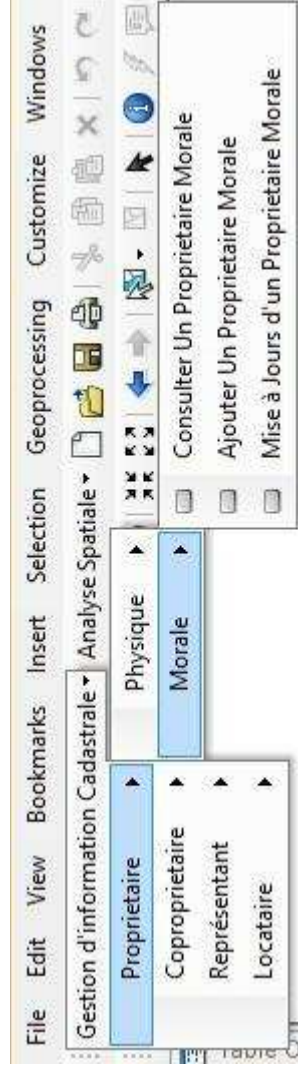 File Edit View Bookmarks Insert Selection Geoprocessing Customize Windows
Gestion d'information Cadastrale Analyse Spatiale
Proprietaire
Coproprietaire
Représentant
Locataire
Physique
Morale
Consulter Un Proprietaire Morale
Ajouter Un Proprietaire Morale
Mise à Jours d'un Proprietaire Morale
Table